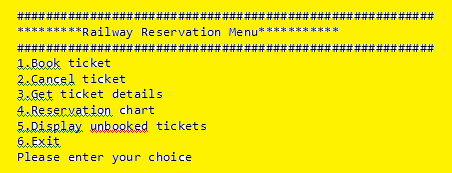 ##########################################################
*********Railway Reservation Menu***********
##########################################################
1.Book ticket
2.Cancel ticket
3.Get ticket details
4.Reservation chart
5.Display unbooked tickets
6.Exit
Please enter your choice